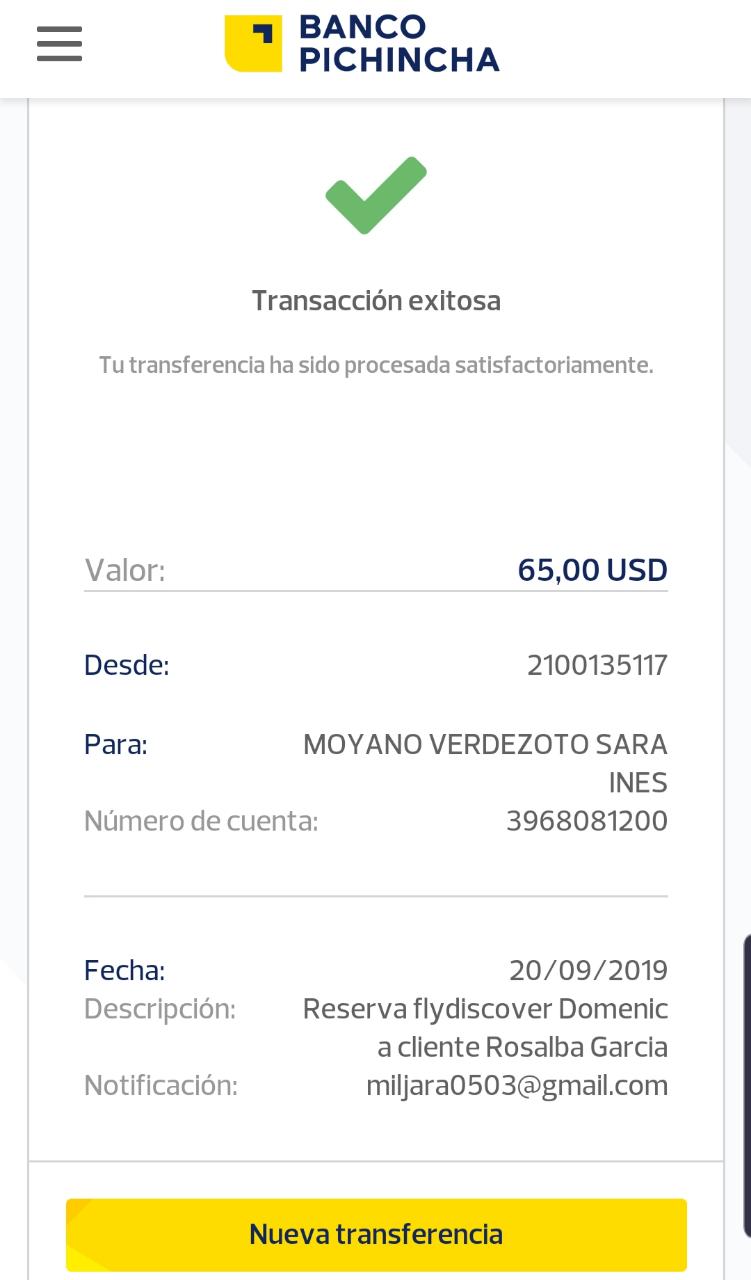 BANCO
PICHINCHA
Transacción exitosa
Tu transferencia ha sido procesada satisfactoriamente.
Valor: 65,00 USD
Desde: 2100135117
Para: MOYANO VERDEZOTO SARA
INES
Número de cuenta: 3968081200
Fecha: 20/09/2019
Descripción: Reserva flydiscover Domenic
a cliente Rosalba Garcia
Notificación: miljara0503@gmail.com
Nueva transferencia